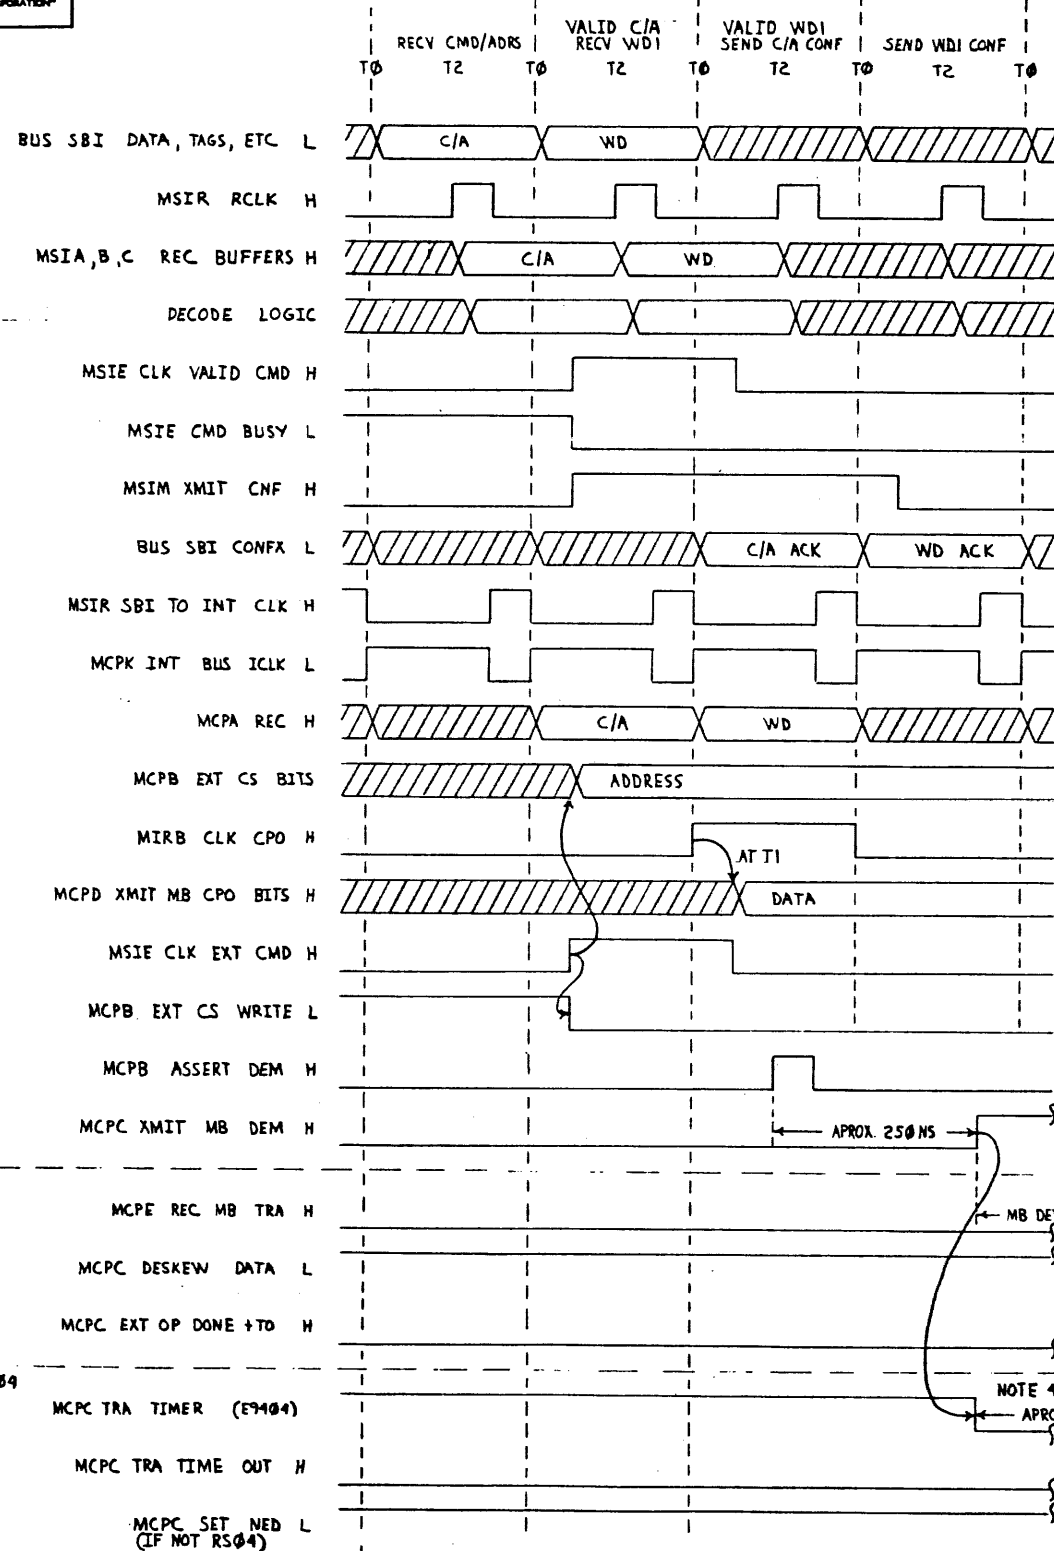 VALID C/A VALID WD1
RECV CMD/ADRS RECV WD1 SEND C/A CONF SEND WD1 CONF
TØ T2 TØ T2 TØ T2 TØ T2 TØ
BUS SBI DATA, TAGS, ETC L C/A WD
MSIR RCLK H
MSIA,B,C REC BUFFERS H C/A WD
DECODE LOGIC
MSIE CLK VALID CMD H
MSIE CMD BUSY L
MSIM XMIT CNF H
BUS SBI CONFX L C/A ACK WD ACK
MSIR SBI TO INT CLK H
MCPK INT BUS ICLK L
MCPA REC H C/A WD
MCPB EXT CS BITS ADDRESS
MIRB CLK CPO H AT T1
MCPD XMIT MB CPO BITS H DATA
MSIE CLK EXT CMD H
MCPB EXT CS WRITE L
MCPB ASSERT DEM H
MCPC XMIT MB DEM H APROX. 250 NS
MCPE REC MB TRA H MB DE
MCPC DESKEW DATA L
MCPC EXT OP DONE +TO H
Ø4 NOTE 4
MCPC TRA TIMER (E9404) APRO
MCPC TRA TIME OUT H
MCPC SET NED L
(IF NOT RSØ4)